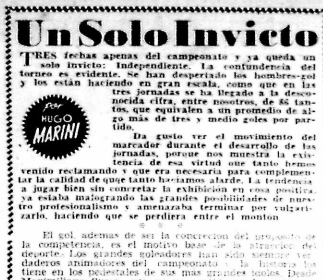 Un Solo Invicto
TRES fechas apenas del campeonato y ya queda un
solo invicto: Independiente. La contundencia del
torneo es evidente. Se han despertado los hombres-gol
y los están haciendo en gran escala, como que en las
tres jornadas se ha llegado a la desco-
nocida cifra, entre nosotros, de 86 tan-
tos, que equivalen a un promedio de al-
go más de tres y medio goles por par-
tido.
por
HUGO
MARINI
Da gusto ver el movimiento del
marcador durante el desarrollo de las
jornadas, porque nos muestra la exis-
tencia de esa virtud que tanto hemos
venido reclamando y que era necesaria para complemen-
tar la calidad de que tanto hacíamos alarde. La tendencia
a jugar bien sin concretar la exhibición en cosa positiva,
ya estaba malogrando las grandes posibilidades de nues-
tro profesionalismo y amenazaba terminar por vulgari-
zarlo, haciendo que se perdiera entre el montón
El gol, además de ser la concreción del propósito de
la competencia, es el motivo base de la atracción del
deporte. Los grandes goleadores han sido siempre ver-
daderos animadores del campeonato y la historia los
tiene en los pedestales de sus más grandes ídolos. Desde